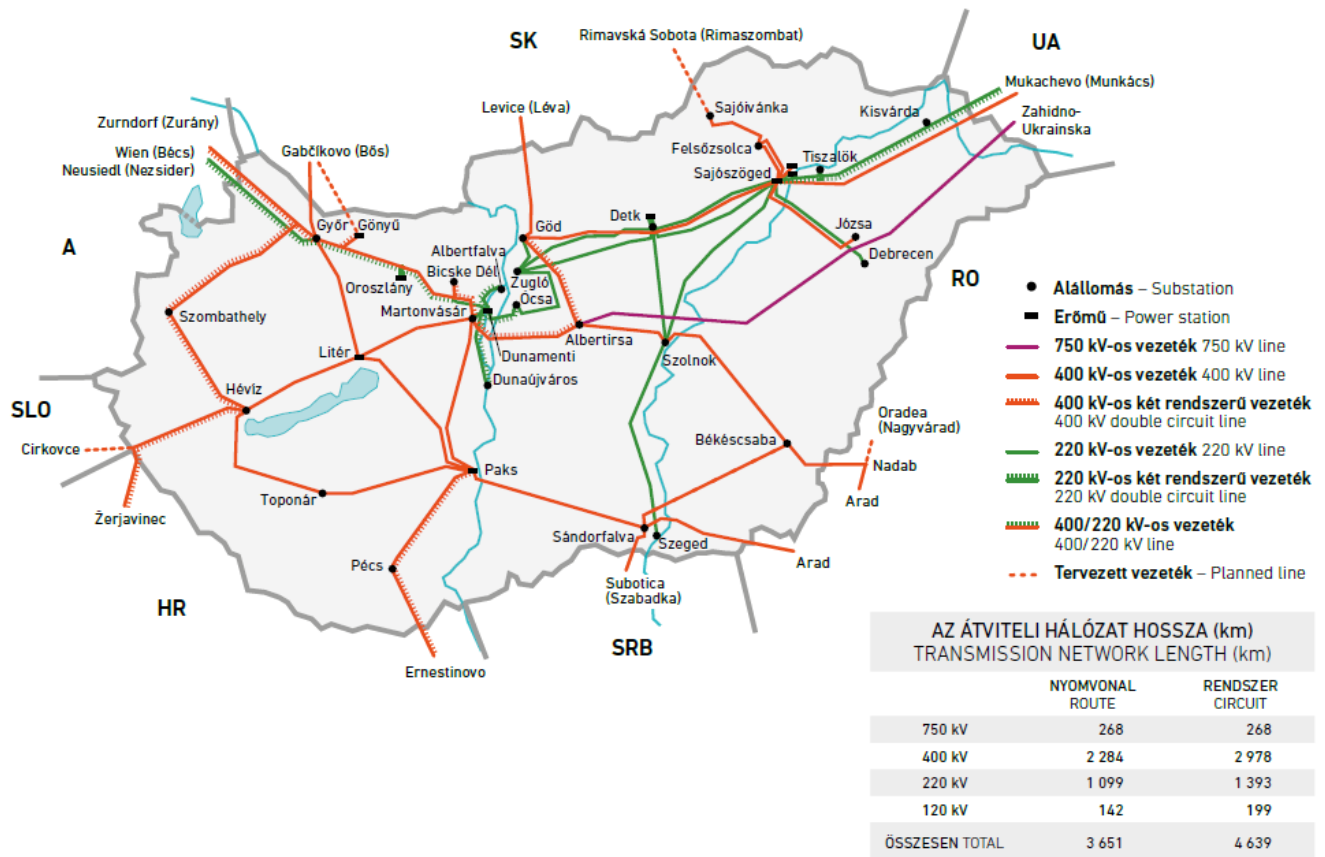 SK
Rimavská Sobota (Rimaszombat)
UA
Mukachevo (Munkács)
Levice (Léva)
Sajóivánka
Kisvárda
Zahidno-
Ukrainska
Zurndorf (Zurány)
Wien (Bécs)
Gabčíkovo (Bős)
Neusiedl (Nezsider)
Felsőzsolca
Tiszalök
Sajószöged
Győr
Gönyű
Göd
Detk
Józsa
A
Albertfalva
Bicske Dél
Debrecen
Zugló
RO
Oroszlány
Ócsa
Szombathely
Martonvásár
Albertirsa
Litér
Dunamenti
Szolnok
Dunaújváros
Hévíz
SLO
Cirkovce
Oradea
(Nagyvárad)
Békéscsaba
Nadab
Paks
Toponár
Arad
Žerjavinec
Sándorfalva
Szeged
Arad
Pécs
Subotica
(Szabadka)
HR
SRB
Ernestinovo
Alállomás – Substation
Erőmű – Power station
750 kV-os vezeték 750 kV line
400 kV-os vezeték 400 kV line
400 kV-os két rendszerű vezeték
400 kV double circuit line
220 kV-os vezeték 220 kV line
220 kV-os két rendszerű vezeték
220 kV double circuit line
400/220 kV-os vezeték
400/220 kV line
Tervezett vezeték – Planned line
AZ ÁTVITELI HÁLÓZAT HOSSZA (km)
TRANSMISSION NETWORK LENGTH (km)
NYOMVONAL RENDSZER
ROUTE CIRCUIT
750 kV 268 268
400 kV 2 284 2 978
220 kV 1 099 1 393
120 kV 142 199
ÖSSZESEN TOTAL 3 651 4 639